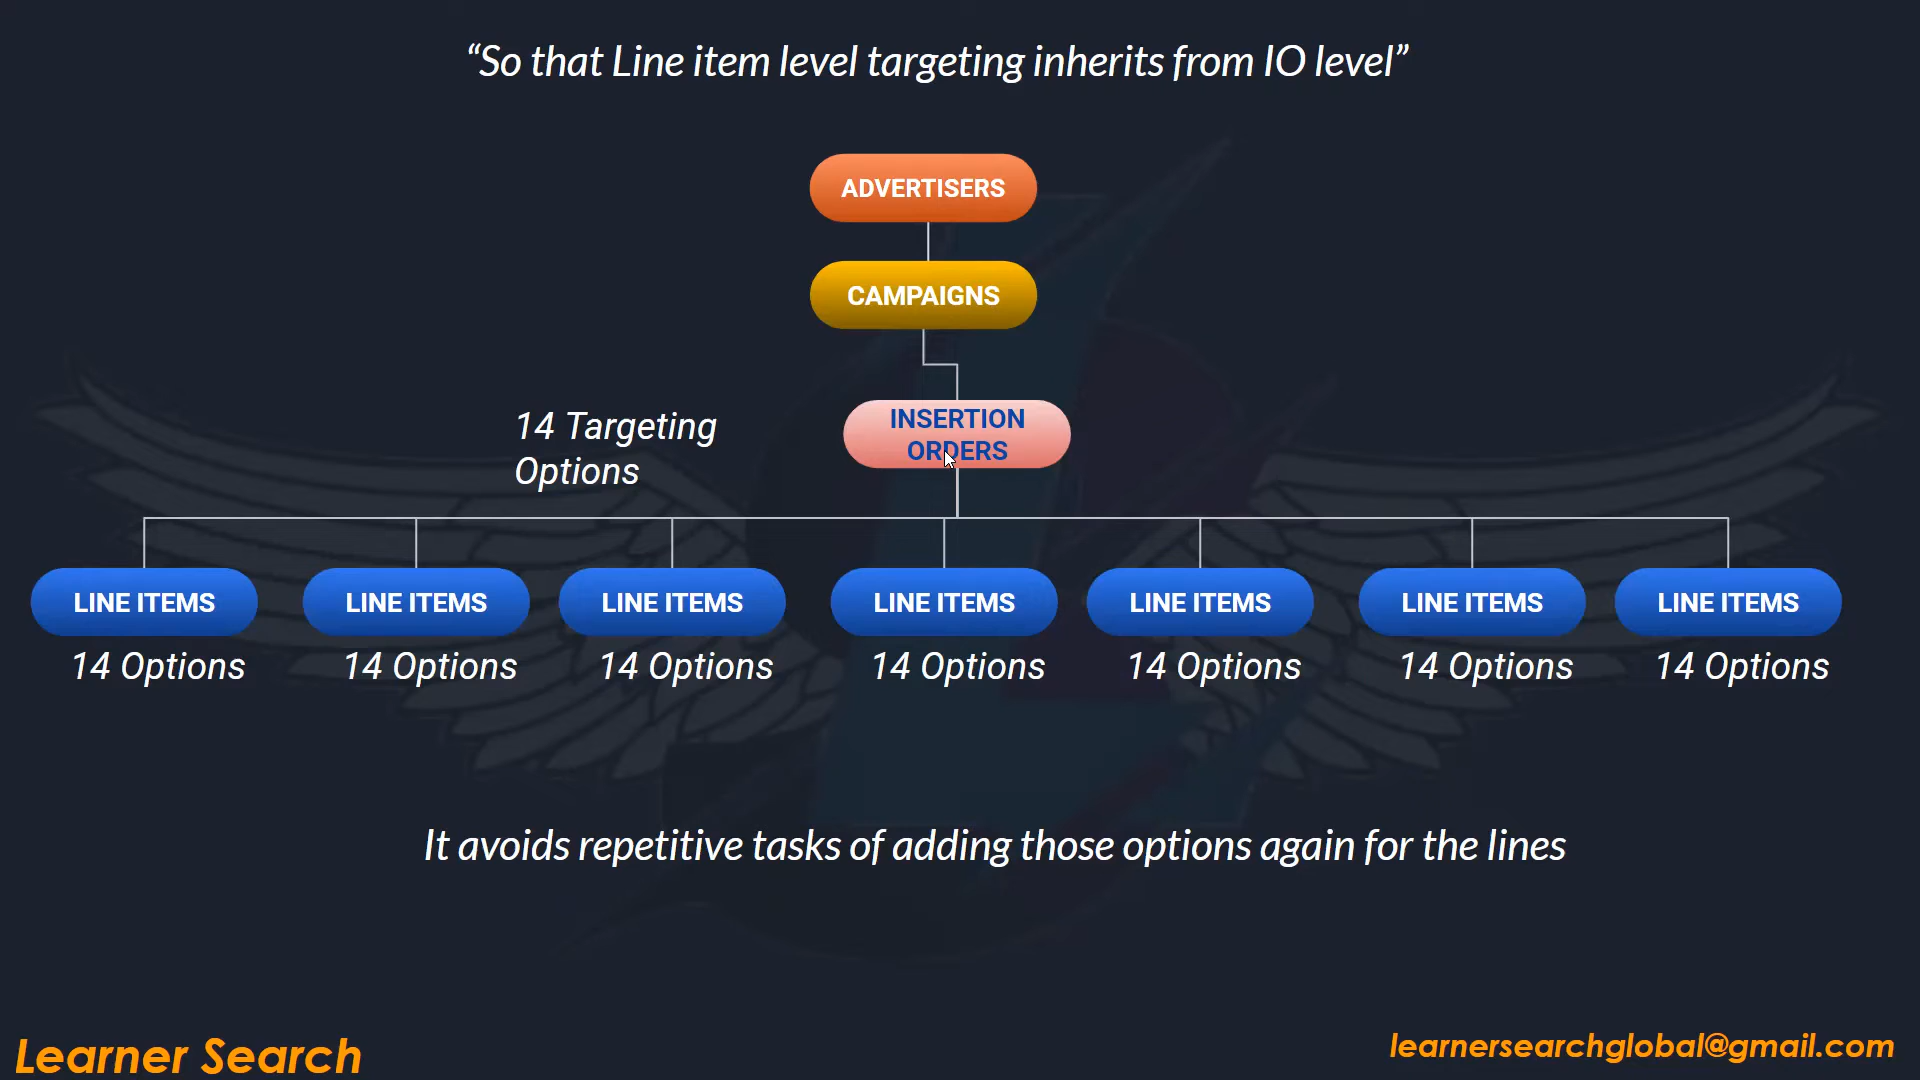 “So that Line item level targeting inherits from IO level”
ADVERTISERS
CAMPAIGNS
14 Targeting
Options
INSERTION
ORDERS
LINE ITEMS LINE ITEMS LINE ITEMS LINE ITEMS LINE ITEMS LINE ITEMS LINE ITEMS
14 Options 14 Options 14 Options 14 Options 14 Options 14 Options 14 Options
It avoids repetitive tasks of adding those options again for the lines
Learner Search
learnersearchglobal@gmail.com